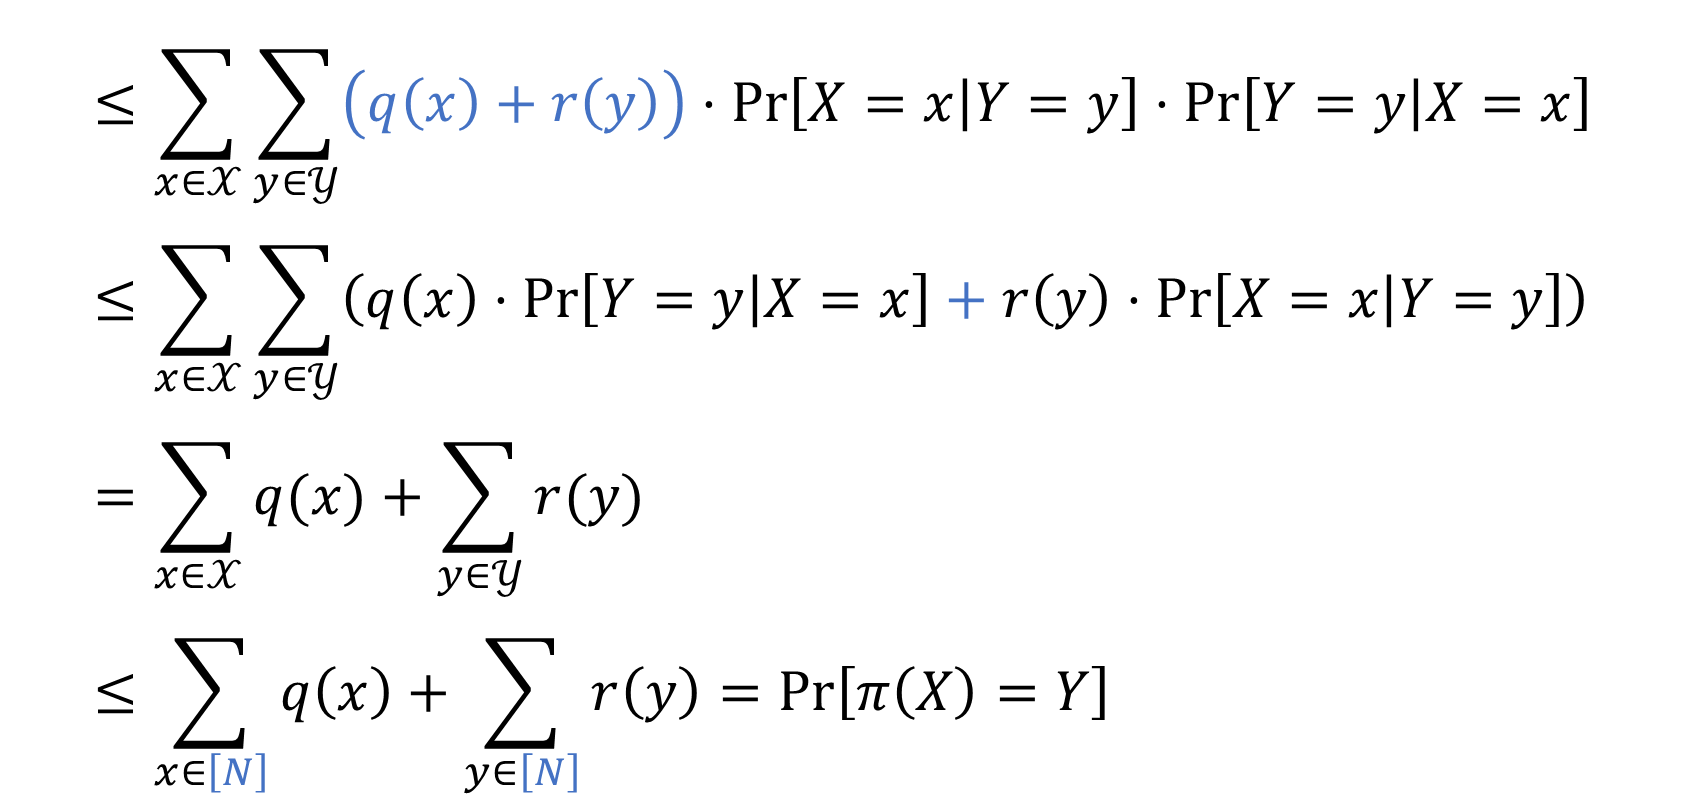 ≤ ∑_{x∈𝒳} ∑_{y∈𝒴} (q(x) + r(y)) · Pr[X = x|Y = y] · Pr[Y = y|X = x]
≤ ∑_{x∈𝒳} ∑_{y∈𝒴} (q(x) · Pr[Y = y|X = x] + r(y) · Pr[X = x|Y = y])
= ∑_{x∈𝒳} q(x) + ∑_{y∈𝒴} r(y)
≤ ∑_{x∈[N]} q(x) + ∑_{y∈[N]} r(y) = Pr[π(X) = Y]